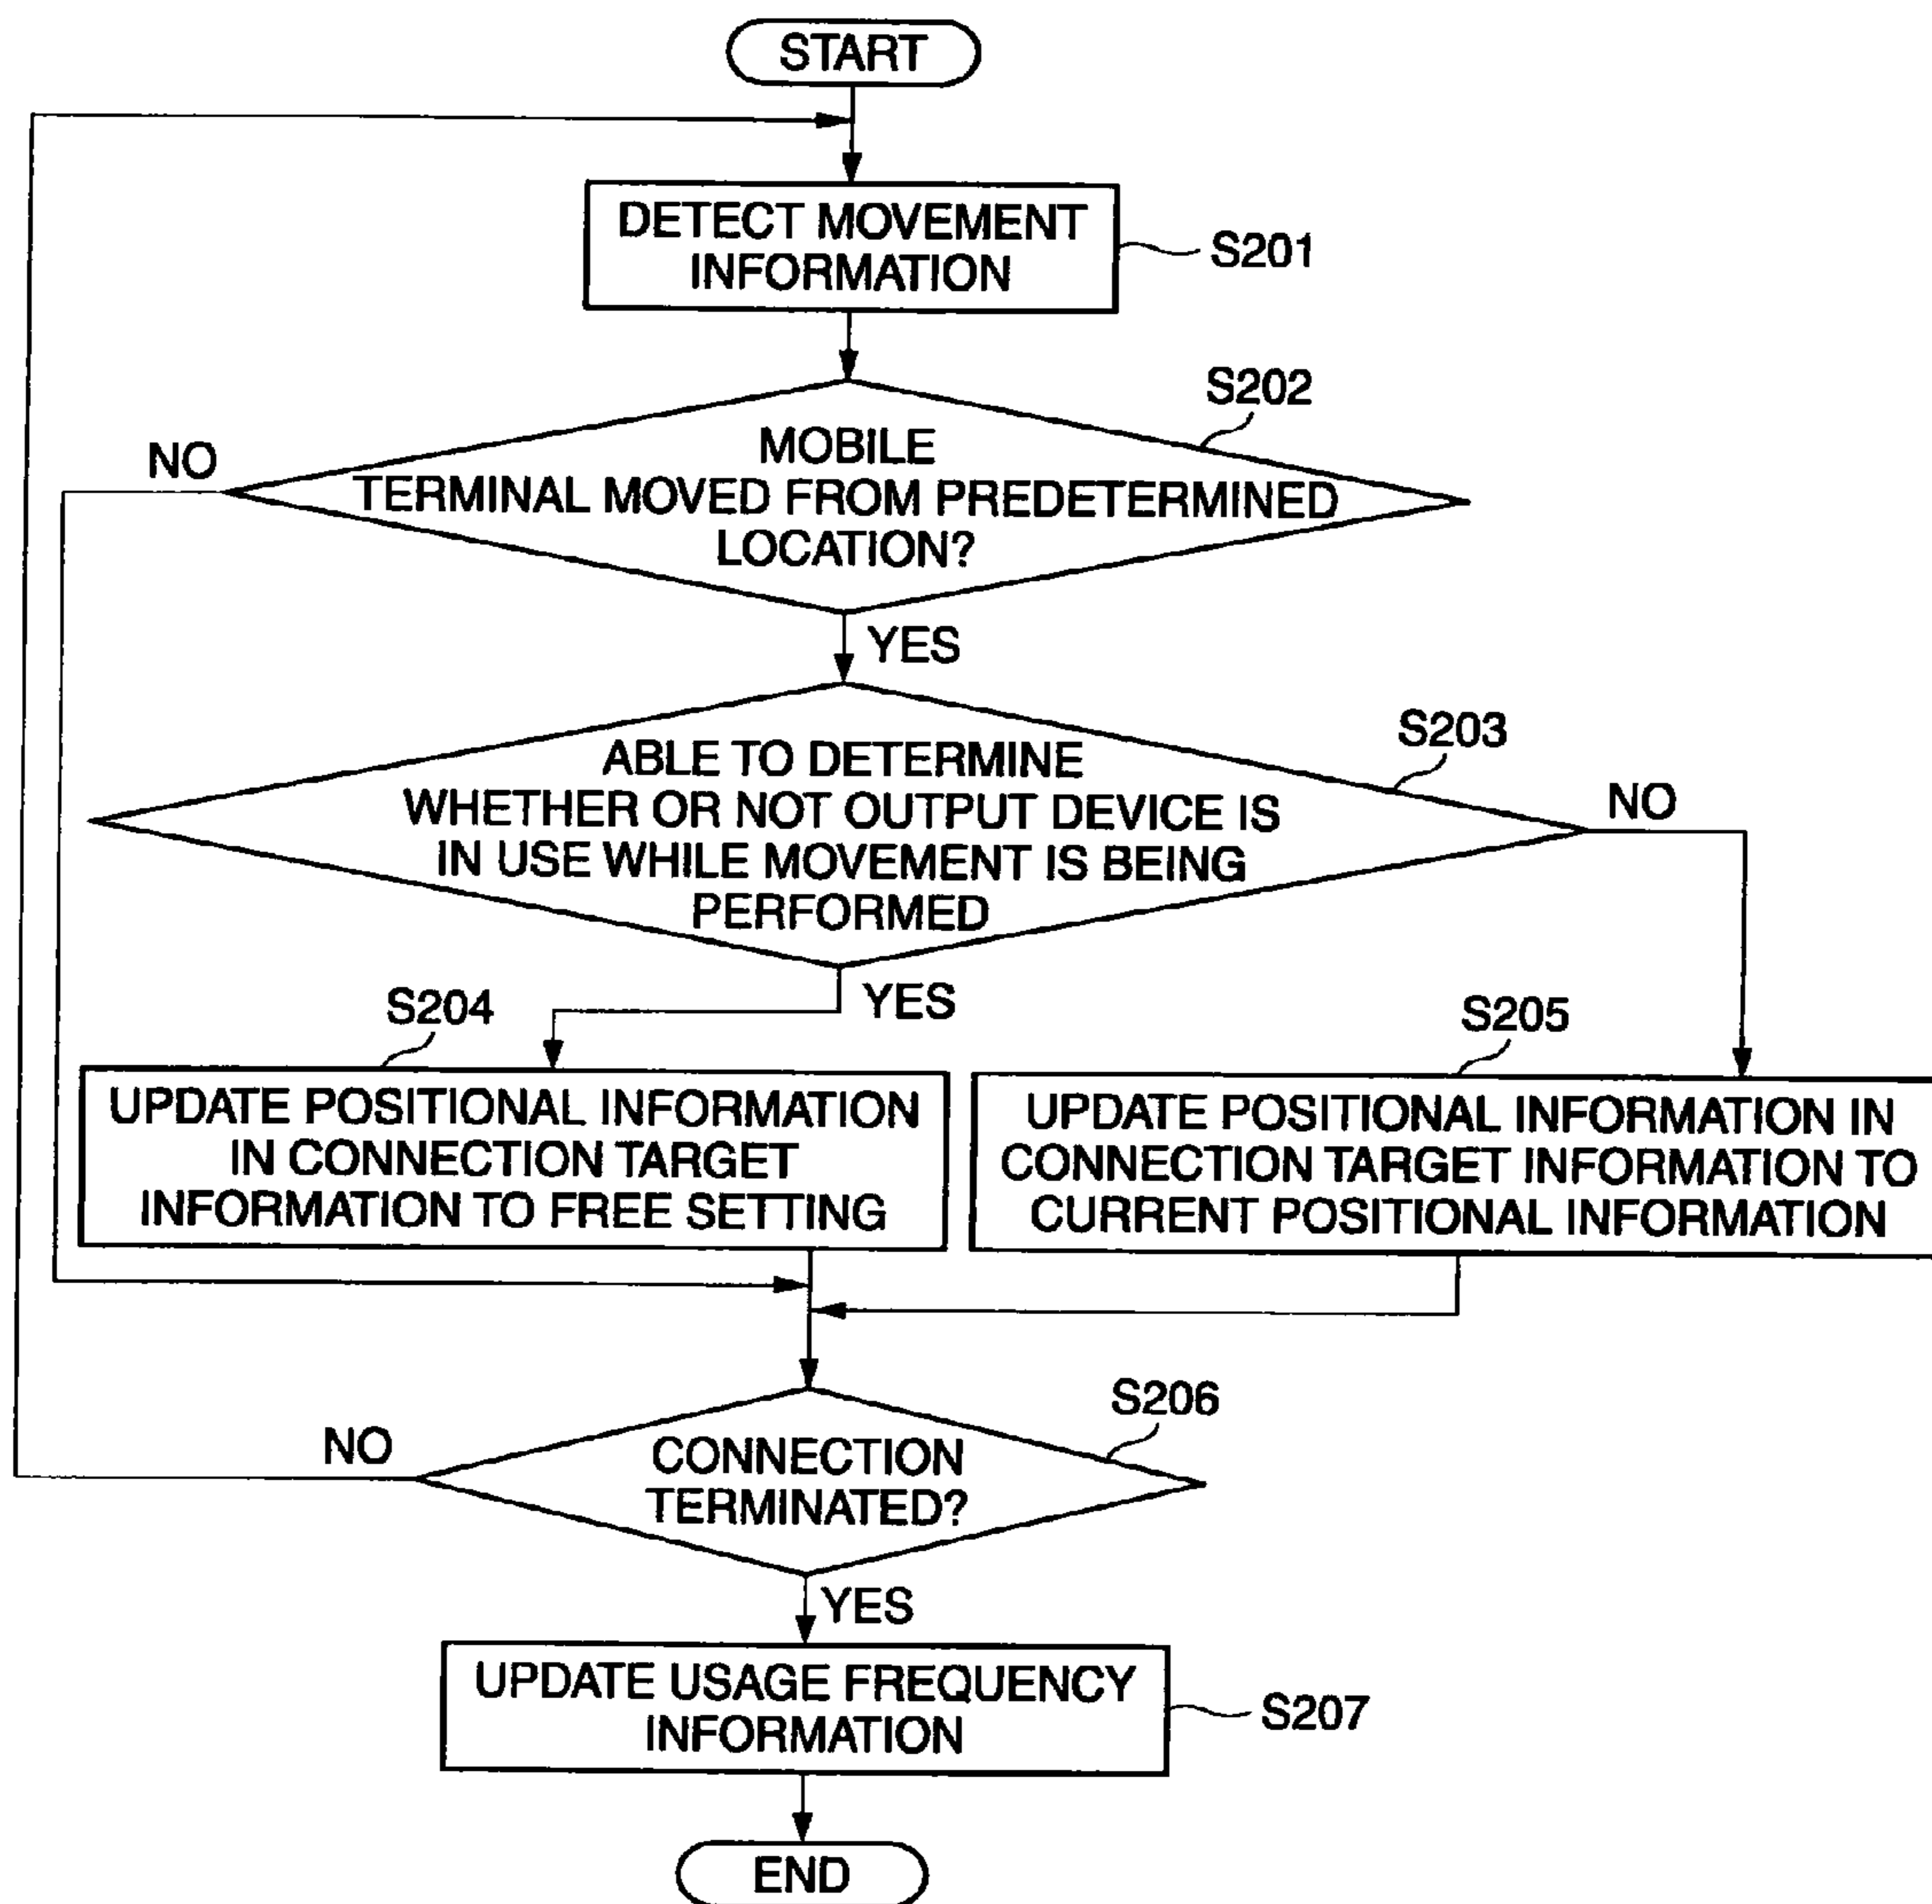 START
DETECT MOVEMENT
INFORMATION
S201
S202
NO
MOBILE
TERMINAL MOVED FROM PREDETERMINED
LOCATION?
YES
S203
ABLE TO DETERMINE
WHETHER OR NOT OUTPUT DEVICE IS
IN USE WHILE MOVEMENT IS BEING
PERFORMED
NO
YES
S204
UPDATE POSITIONAL INFORMATION
IN CONNECTION TARGET
INFORMATION TO FREE SETTING
S205
UPDATE POSITIONAL INFORMATION IN
CONNECTION TARGET INFORMATION TO
CURRENT POSITIONAL INFORMATION
S206
NO
CONNECTION
TERMINATED?
YES
UPDATE USAGE FREQUENCY
INFORMATION
S207
END